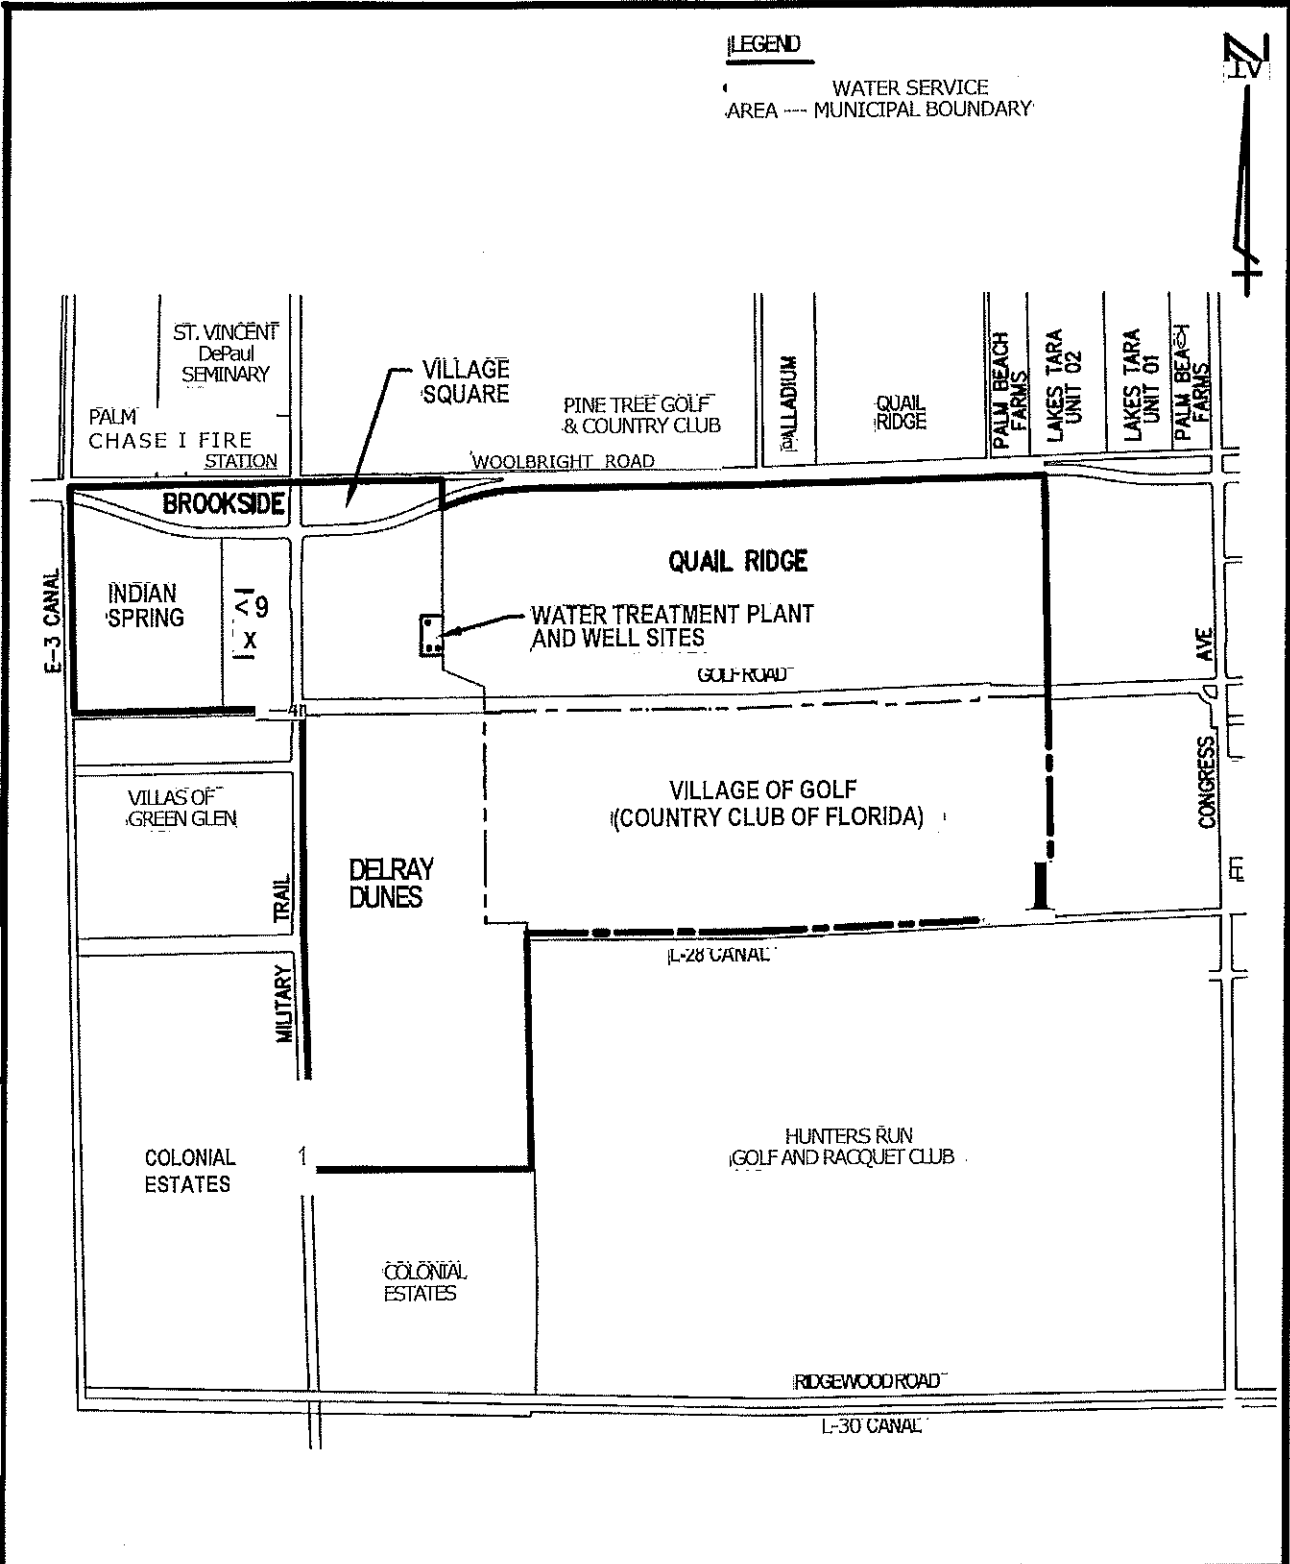 LEGEND
WATER SERVICE
AREA --- MUNICIPAL BOUNDARY
ST. VINCENT
DePaul
SEMINARY
PALM
CHASE I FIRE
STATION
VILLAGE
SQUARE
PINE TREE GOLF
& COUNTRY CLUB
WOOLBRIGHT ROAD
PALLADIUM
QUAIL
RIDGE
PALM BEACH
FARMS
LAKES TARA
UNIT 02
LAKES TARA
UNIT 01
PALM BEACH
FARMS
BROOKSIDE
E-3 CANAL
INDIAN
SPRING
<9
X
QUAIL RIDGE
WATER TREATMENT PLANT
AND WELL SITES
GOLF ROAD
CONGRESS AVE
VILLAS OF
GREEN GLEN
VILLAGE OF GOLF
(COUNTRY CLUB OF FLORIDA)
DELRAY
DUNES
MILITARY TRAIL
L-28 CANAL
COLONIAL
ESTATES
1
HUNTERS RUN
GOLF AND RACQUET CLUB
COLONIAL
ESTATES
RIDGEWOOD ROAD
L-30 CANAL